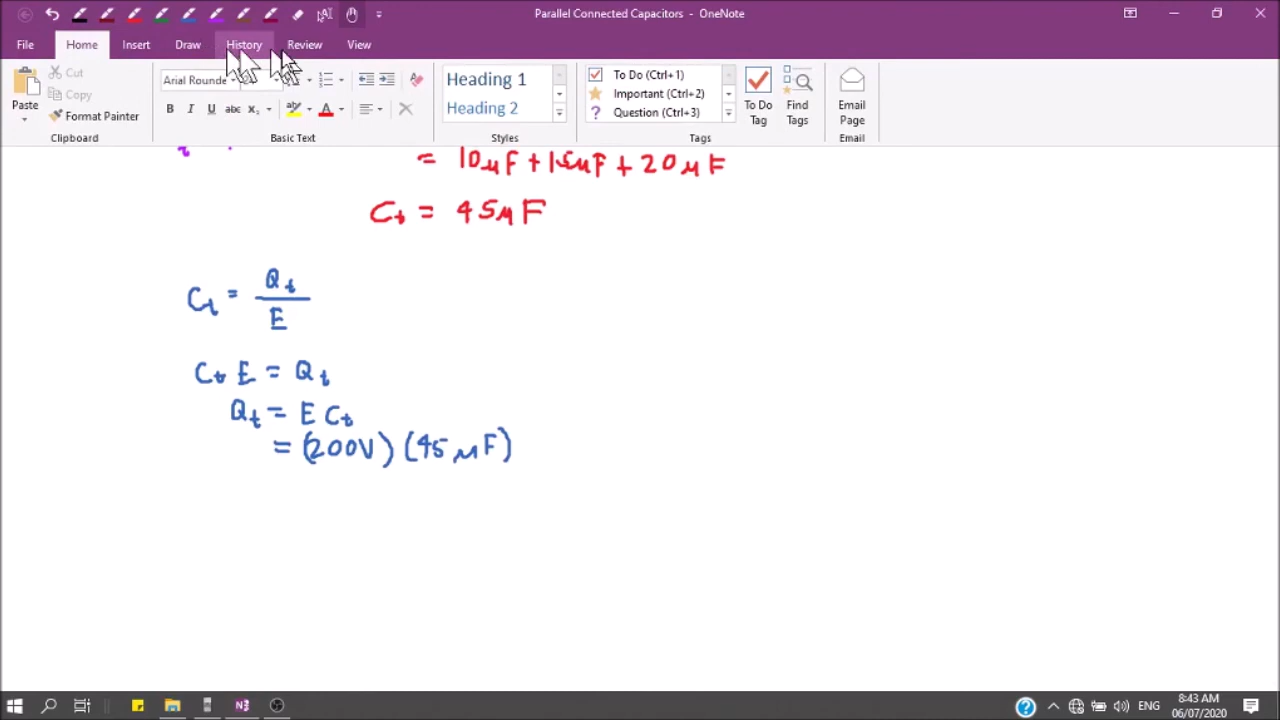 Parallel Connected Capacitors - OneNote
File Home Insert Draw History Review View
Paste Cut Copy Format Painter Clipboard
Arial Rounde
B I U abc x₂ A Basic Text
Heading 1
Heading 2
Styles
To Do (Ctrl+1)
Important (Ctrl+2)
Question (Ctrl+3)
To Do Tag
Find Tags
Tags
Email Page
Email
= 10μF + 15μF + 20μF
Ct = 45μF
Ct = Qt / E
Ct E = Qt
Qt = E Ct
= (200V) (45μF)
ENG
8:43 AM
06/07/2020